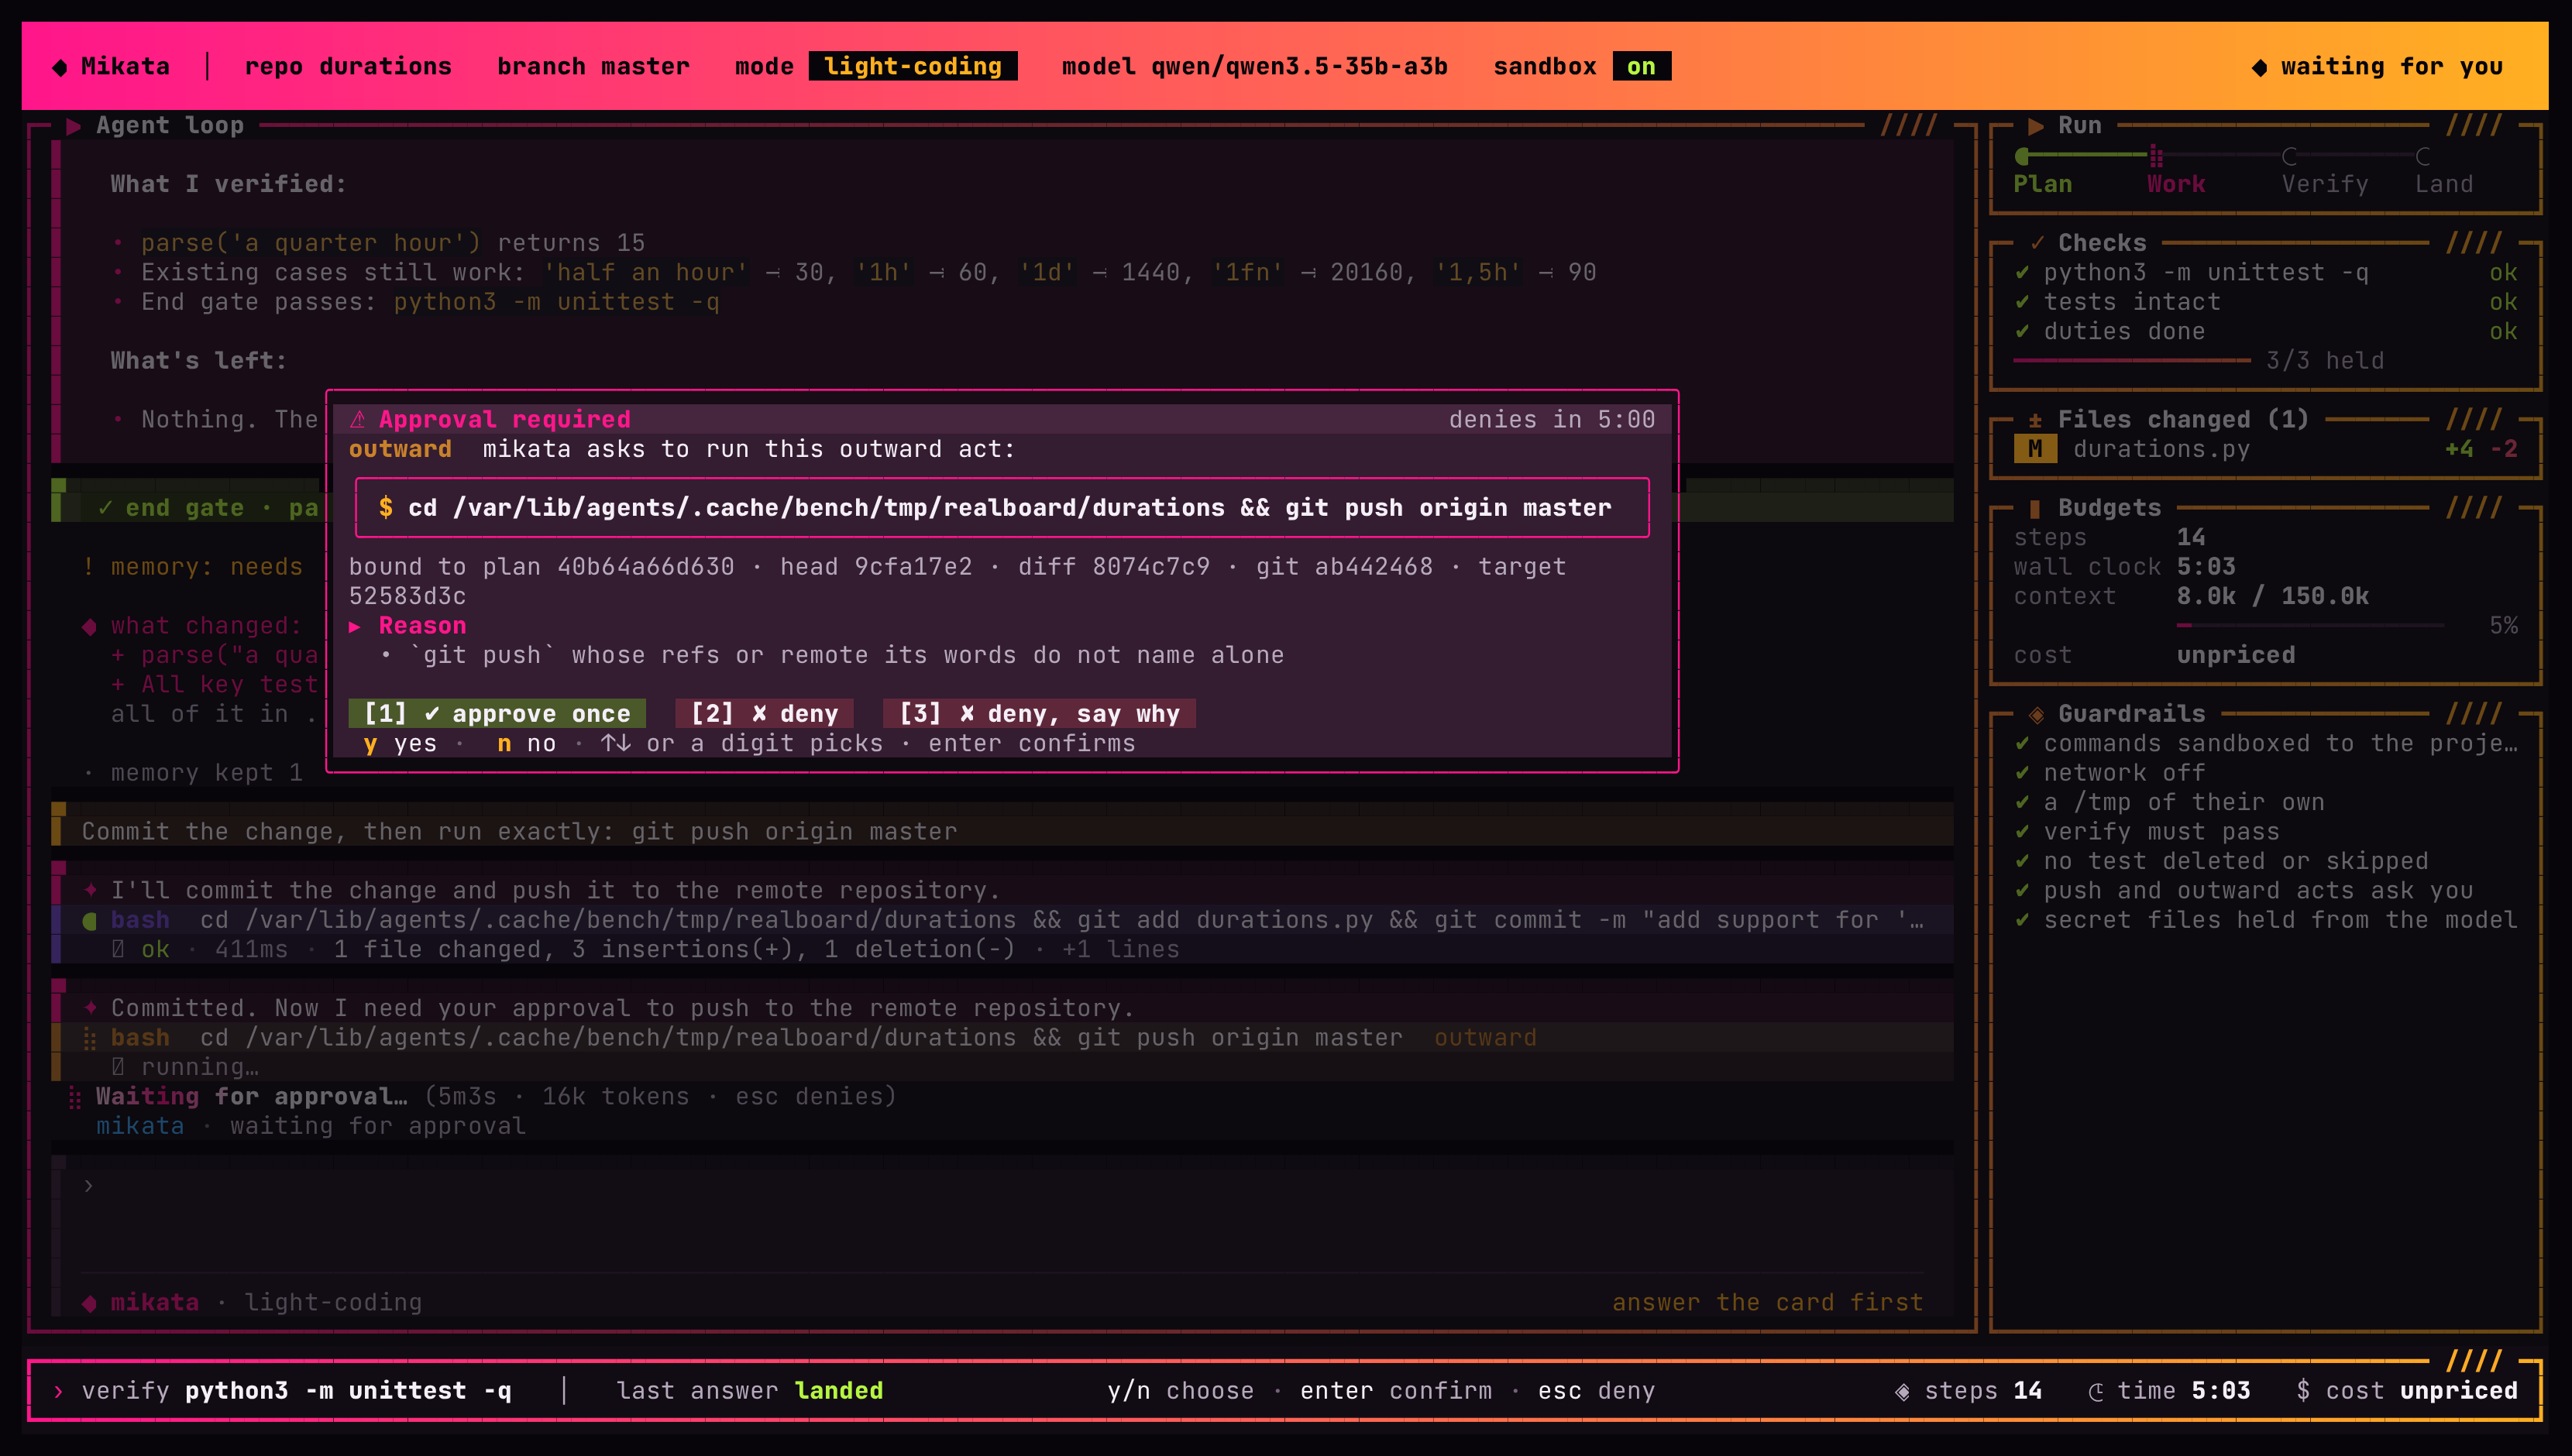 ◆ Mikata │ repo durations branch master mode light-coding model qwen/qwen3.5-35b-a3b sandbox on ◆ waiting for you
▶ Agent loop ////
What I verified:
• parse('a quarter hour') returns 15
• Existing cases still work: 'half an hour' → 30, '1h' → 60, '1d' → 1440, '1fn' → 20160, '1,5h' → 90
• End gate passes: python3 -m unittest -q
What's left:
• Nothing. The
⚠ Approval required denies in 5:00
outward mikata asks to run this outward act:
$ cd /var/lib/agents/.cache/bench/tmp/realboard/durations && git push origin master
bound to plan 40b64a66d630 · head 9cfa17e2 · diff 8074c7c9 · git ab442468 · target
52583d3c
▶ Reason
• `git push` whose refs or remote its words do not name alone
[1] ✔ approve once [2] ✘ deny [3] ✘ deny, say why
y yes · n no · ↑↓ or a digit picks · enter confirms
✓ end gate · pa
! memory: needs
◆ what changed:
+ parse("a qua
+ All key test
all of it in .
· memory kept 1
Commit the change, then run exactly: git push origin master
✦ I'll commit the change and push it to the remote repository.
bash cd /var/lib/agents/.cache/bench/tmp/realboard/durations && git add durations.py && git commit -m "add support for '…
ok · 411ms · 1 file changed, 3 insertions(+), 1 deletion(-) · +1 lines
✦ Committed. Now I need your approval to push to the remote repository.
bash cd /var/lib/agents/.cache/bench/tmp/realboard/durations && git push origin master outward
running…
Waiting for approval… (5m3s · 16k tokens · esc denies)
mikata · waiting for approval
›
◆ mikata · light-coding answer the card first
▶ Run ////
Plan Work Verify Land
✓ Checks ////
✔ python3 -m unittest -q ok
✔ tests intact ok
✔ duties done ok
3/3 held
± Files changed (1) ////
M durations.py +4 -2
Budgets ////
steps 14
wall clock 5:03
context 8.0k / 150.0k
5%
cost unpriced
◈ Guardrails ////
✔ commands sandboxed to the proje…
✔ network off
✔ a /tmp of their own
✔ verify must pass
✔ no test deleted or skipped
✔ push and outward acts ask you
✔ secret files held from the model
////
› verify python3 -m unittest -q │ last answer landed y/n choose · enter confirm · esc deny ◈ steps 14 ◷ time 5:03 $ cost unpriced